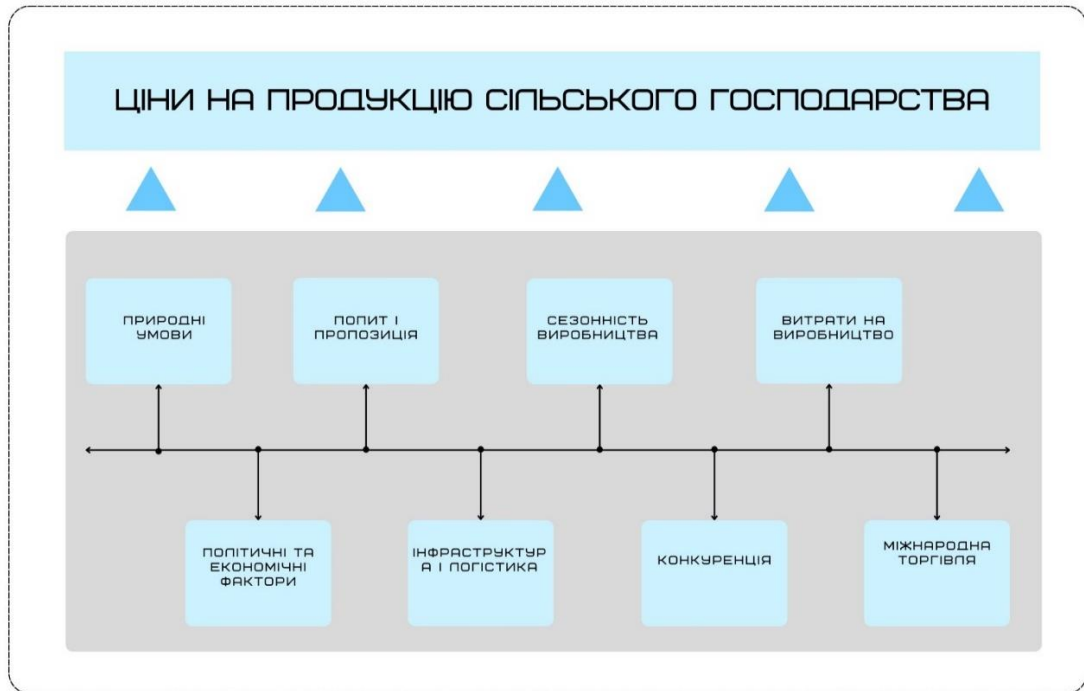 ЦІНИ НА ПРОДУКЦІЮ СІЛЬСЬКОГО ГОСПОДАРСТВА
ПРИРОДНІ
УМОВИ
ПОПИТ І
ПРОПОЗИЦІЯ
СЕЗОННІСТЬ
ВИРОБНИЦТВА
ВИТРАТИ НА
ВИРОБНИЦТВО
ПОЛІТИЧНІ ТА
ЕКОНОМІЧНІ
ФАКТОРИ
ІНФРАСТРУКТУР
А І ЛОГІСТИКА
КОНКУРЕНЦІЯ
МІЖНАРОДНА
ТОРГІВЛЯ